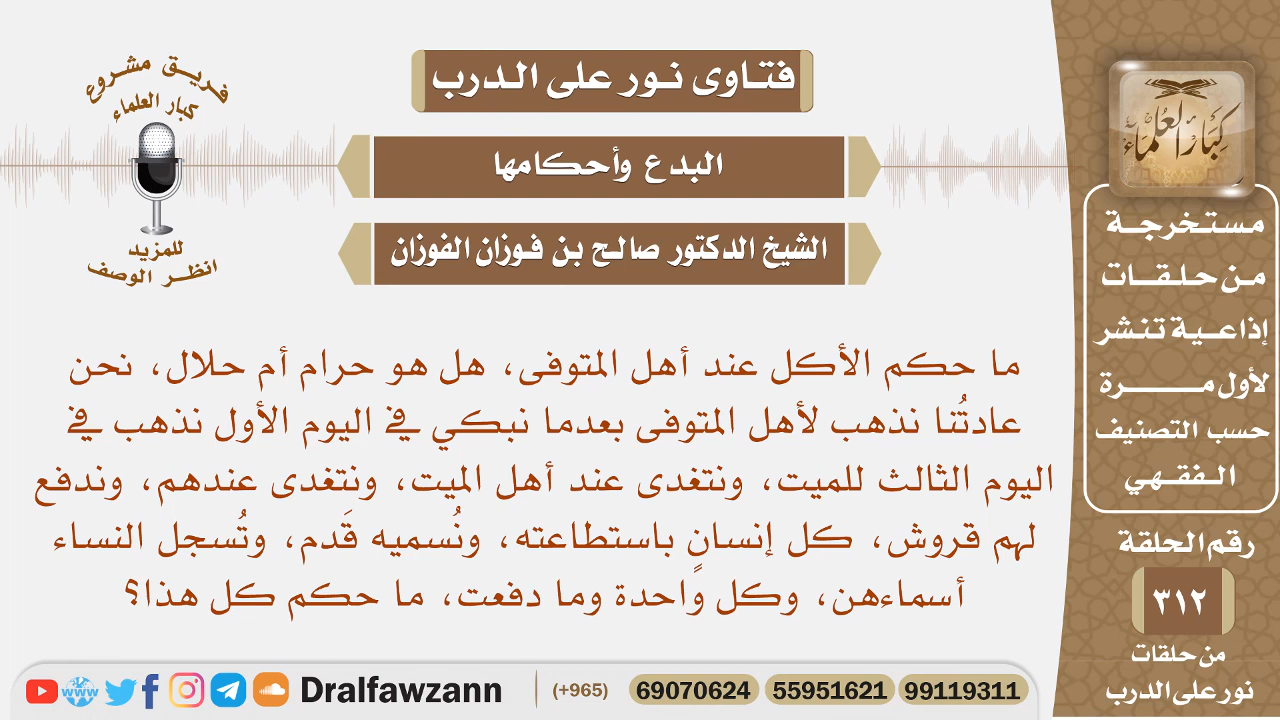 فتاوى نور على الدرب
البدع وأحكامها
الشيخ الدكتور صالح بن فوزان الفوزان
فريق مشروع
كبار العلماء
للمزيد
انظر الوصف
ما حكم الأكل عند أهل المتوفى، هل هو حرام أم حلال، نحن
عادتُنا نذهب لأهل المتوفى بعدما نبكي في اليوم الأول نذهب في
اليوم الثالث للميت، ونتغدى عند أهل الميت، ونتغدى عندهم، وندفع
لهم قروش، كل إنسانٍ باستطاعته، ونُسميه قَدم، وتُسجل النساء
أسماءهن، وكل واحدة وما دفعت، ما حكم كل هذا؟
كِبَارُ العُلَمَاء
مستخرجة
من حلقات
إذاعية تنشر
لأول مرة
حسب التصنيف
الفقهي
رقم الحلقة
٣١٢
من حلقات
نور على الدرب
www Dralfawzann (+965) 69070624 55951621 99119311